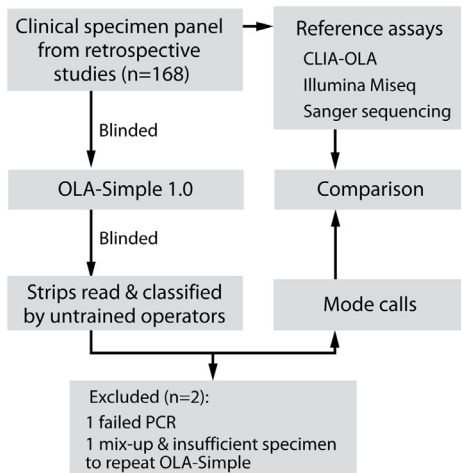 Clinical specimen panel
from retrospective
studies (n=168)
Reference assays
CLIA-OLA
Illumina Miseq
Sanger sequencing
Blinded
OLA-Simple 1.0
Comparison
Blinded
Strips read & classified
by untrained operators
Mode calls
Excluded (n=2):
1 failed PCR
1 mix-up & insufficient specimen
to repeat OLA-Simple